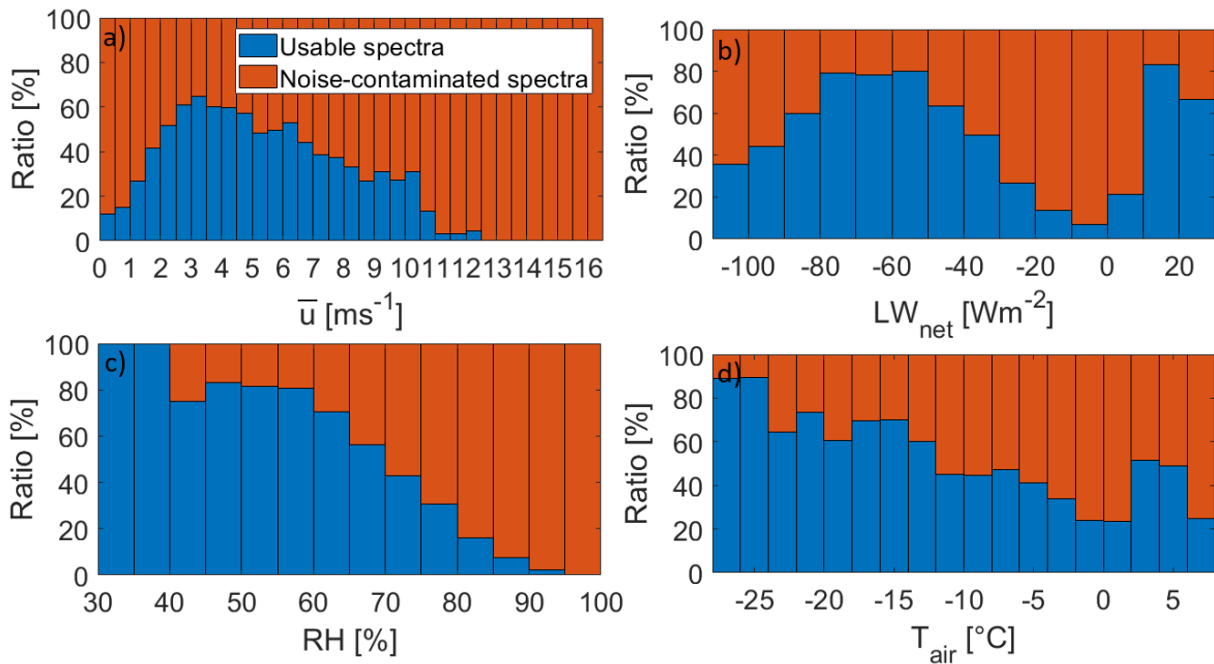 a)
Usable spectra
Noise-contaminated spectra
Ratio [%]
100
80
60
40
20
0
0 1 2 3 4 5 6 7 8 9 10 11 12 13 14 15 16
u̅ [ms⁻¹]
b)
Ratio [%]
100
80
60
40
20
0
-100 -80 -60 -40 -20 0 20
LW_net [Wm⁻²]
c)
Ratio [%]
100
80
60
40
20
0
30 40 50 60 70 80 90 100
RH [%]
d)
Ratio [%]
100
80
60
40
20
0
-25 -20 -15 -10 -5 0 5
T_air [°C]